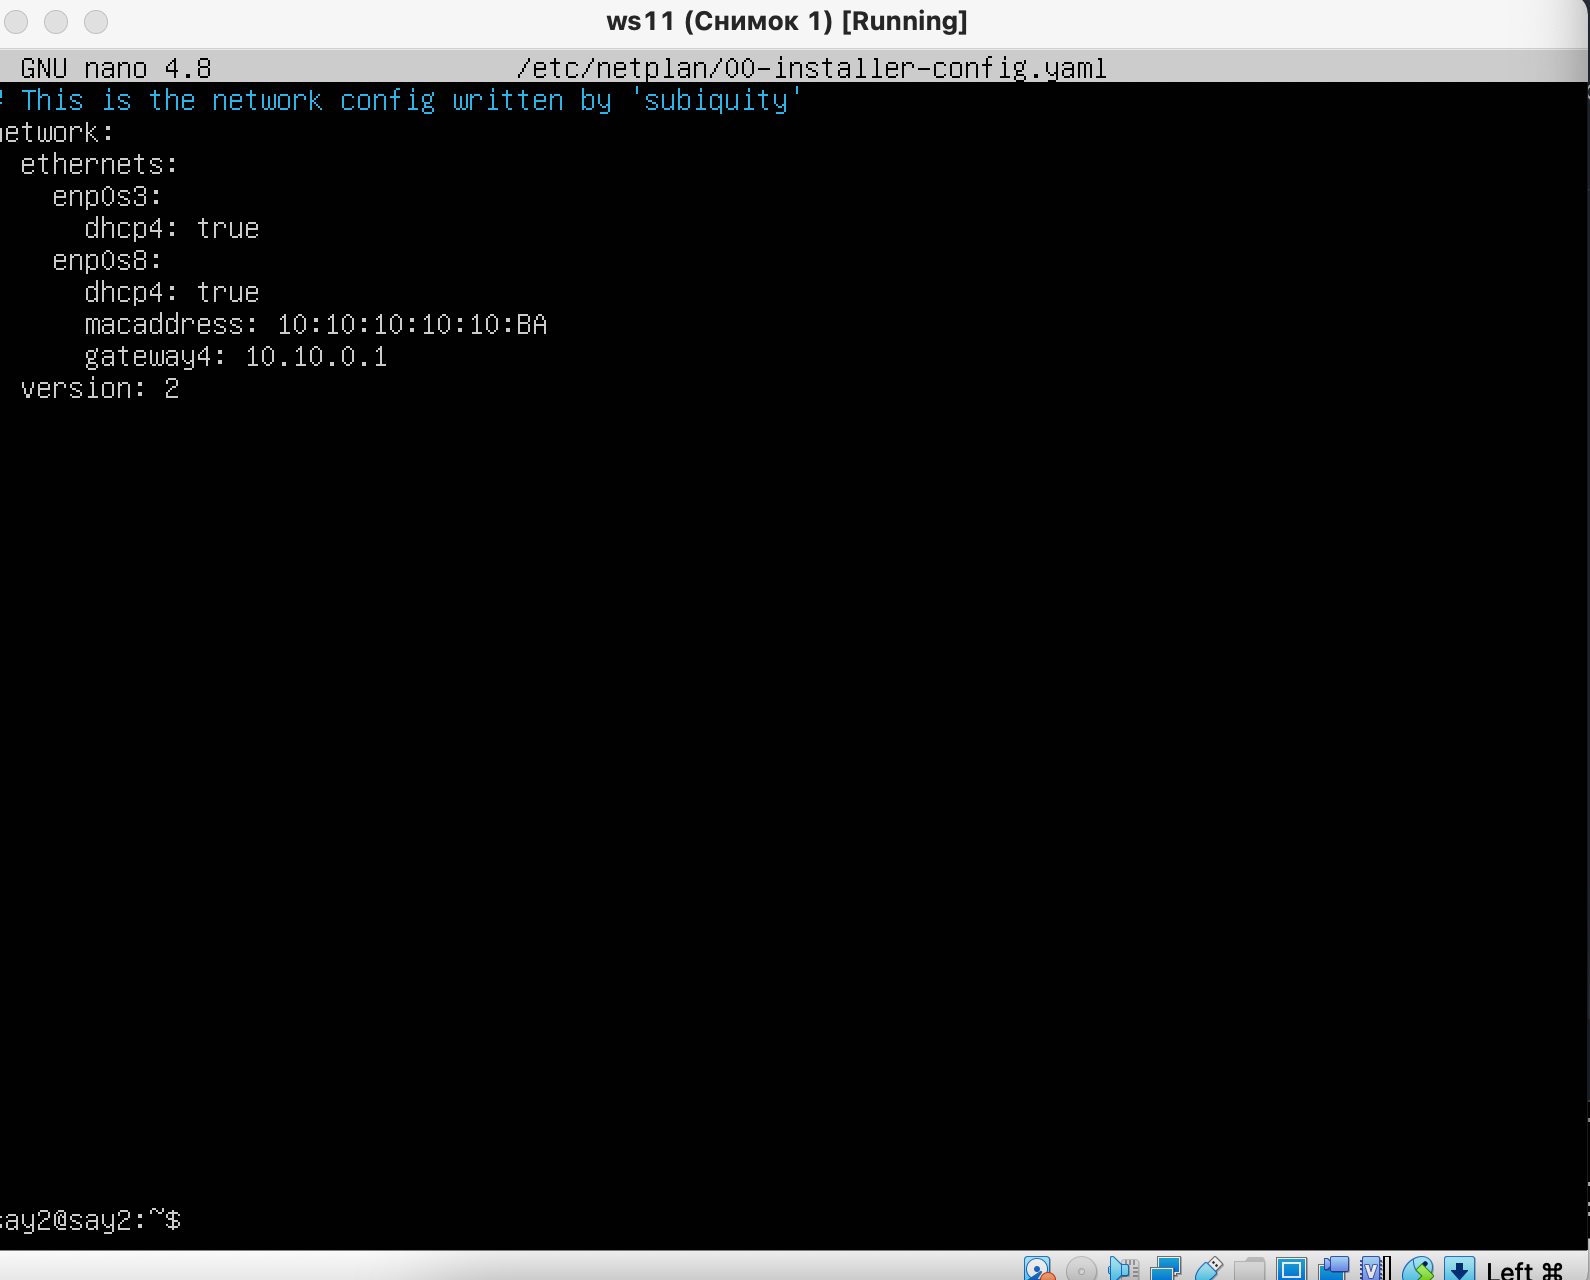 ws11 (Снимок 1) [Running]
GNU nano 4.8 /etc/netplan/00-installer-config.yaml
# This is the network config written by 'subiquity'
network:
  ethernets:
    enp0s3:
      dhcp4: true
    enp0s8:
      dhcp4: true
      macaddress: 10:10:10:10:10:BA
      gateway4: 10.10.0.1
  version: 2
say2@say2:~$
Left ⌘